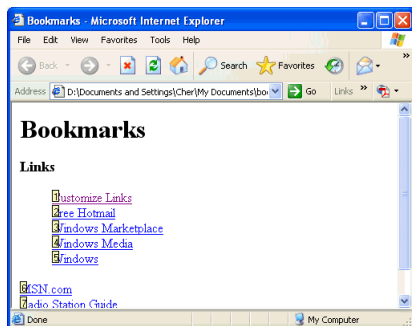 Bookmarks - Microsoft Internet Explorer
File Edit View Favorites Tools Help
Back Search Favorites »
Address D:\Documents and Settings\Cher\My Documents\boo Go Links »
Bookmarks
Links
1ustomize Links
2ree Hotmail
3Windows Marketplace
4Windows Media
5Windows
6MSN.com
7adio Station Guide
Done My Computer